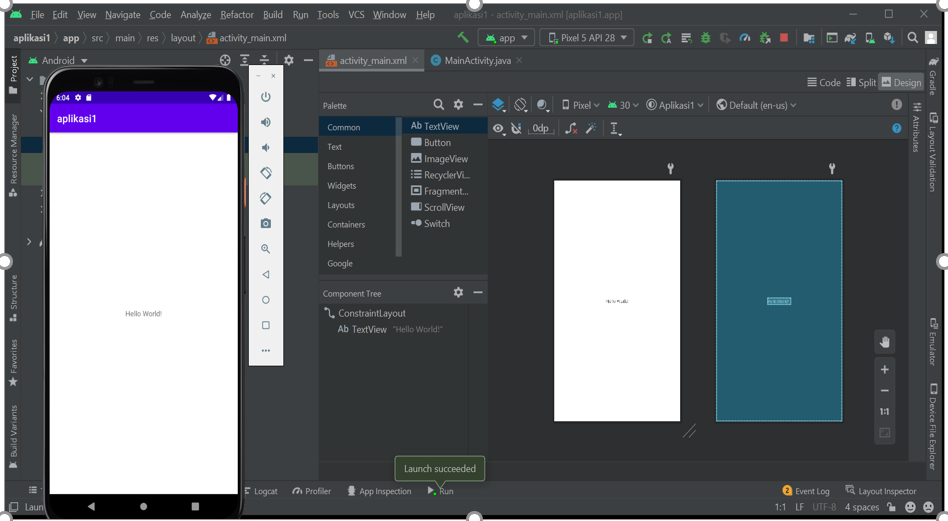 File Edit View Navigate Code Analyze Refactor Build Run Tools VCS Window Help aplikasi1 - activity_main.xml [aplikasi1.app]
aplikasi1 app src main res layout activity_main.xml app Pixel 5 API 28
Project
Resource Manager
Structure
Favorites
Build Variants
Android
6:04
aplikasi1
Hello World!
activity_main.xml MainActivity.java
Code Split Design
Palette
Pixel 30 Aplikasi1 Default (en-us)
0dp
Common
Text
Buttons
Widgets
Layouts
Containers
Helpers
Google
Ab TextView
Button
ImageView
RecyclerVi...
Fragment...
ScrollView
Switch
Component Tree
ConstraintLayout
Ab TextView "Hello World!"
1:1
Gradle
Layout Validation
Attributes
Emulator
Device File Explorer
Launch succeeded
Logcat Profiler App Inspection Run 2 Event Log Layout Inspector
Laun 1:1 LF UTF-8 4 spaces